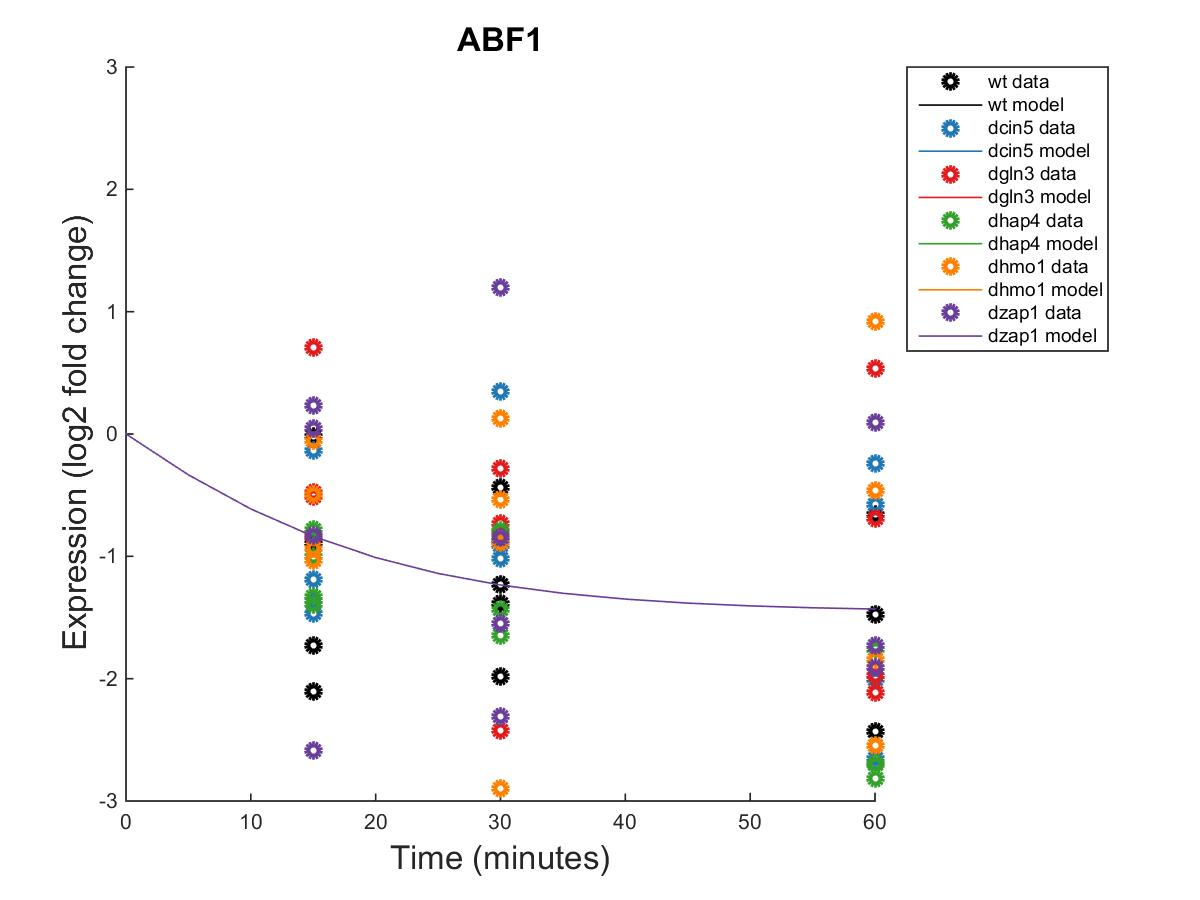 ABF1
3
2
1
0
-1
-2
-3
Expression (log2 fold change)
0
10
20
30
40
50
60
Time (minutes)
wt data
wt model
dcin5 data
dcin5 model
dgln3 data
dgln3 model
dhap4 data
dhap4 model
dhmo1 data
dhmo1 model
dzap1 data
dzap1 model